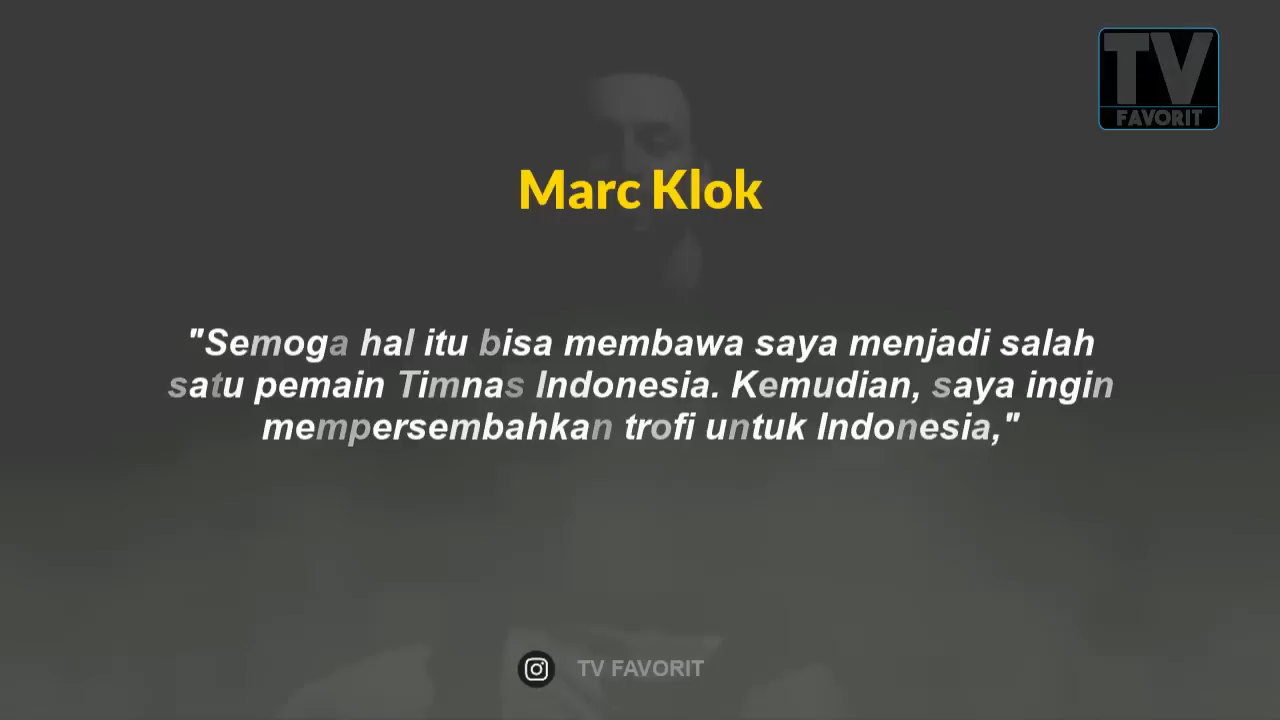 TV
FAVORIT
Marc Klok
"Semoga hal itu bisa membawa saya menjadi salah
satu pemain Timnas Indonesia. Kemudian, saya ingin
mempersembahkan trofi untuk Indonesia,"
TV FAVORIT